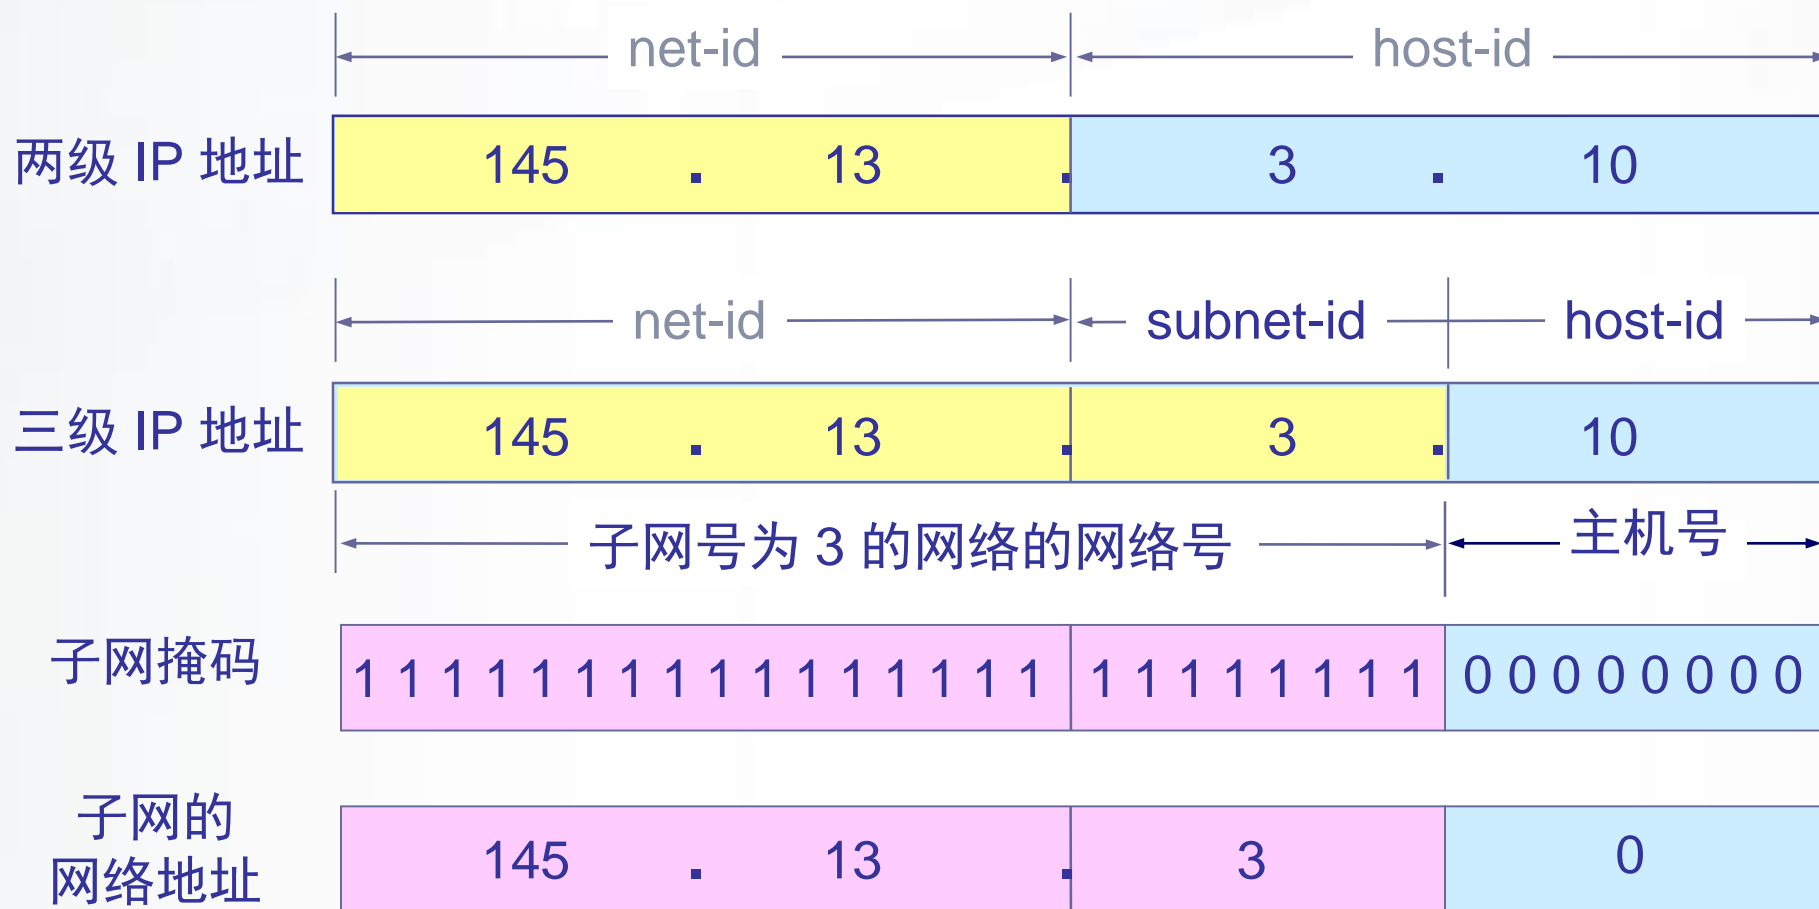 net-id host-id
两级 IP 地址 145 . 13 . 3 . 10
net-id subnet-id host-id
三级 IP 地址 145 . 13 . 3 . 10
子网号为 3 的网络的网络号 主机号
子网掩码 1 1 1 1 1 1 1 1 1 1 1 1 1 1 1 1 1 1 1 1 1 1 1 1 0 0 0 0 0 0 0 0
子网的
网络地址 145 . 13 . 3 0